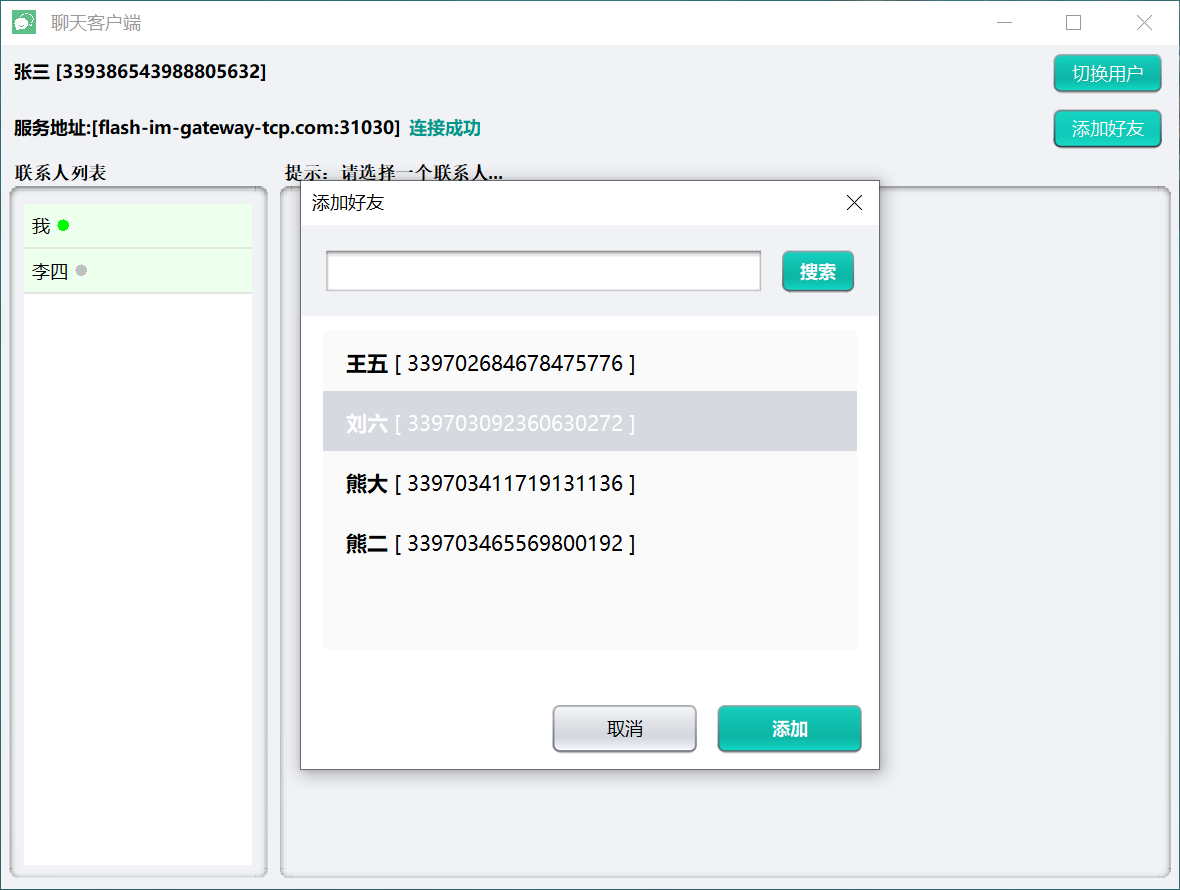 聊天客户端
张三 [339386543988805632]
切换用户
服务地址:[flash-im-gateway-tcp.com:31030] 连接成功
添加好友
联系人列表
提示：请选择一个联系人...
我
李四
添加好友
搜索
王五 [ 339702684678475776 ]
刘六 [ 339703092360630272 ]
熊大 [ 339703411719131136 ]
熊二 [ 339703465569800192 ]
取消
添加